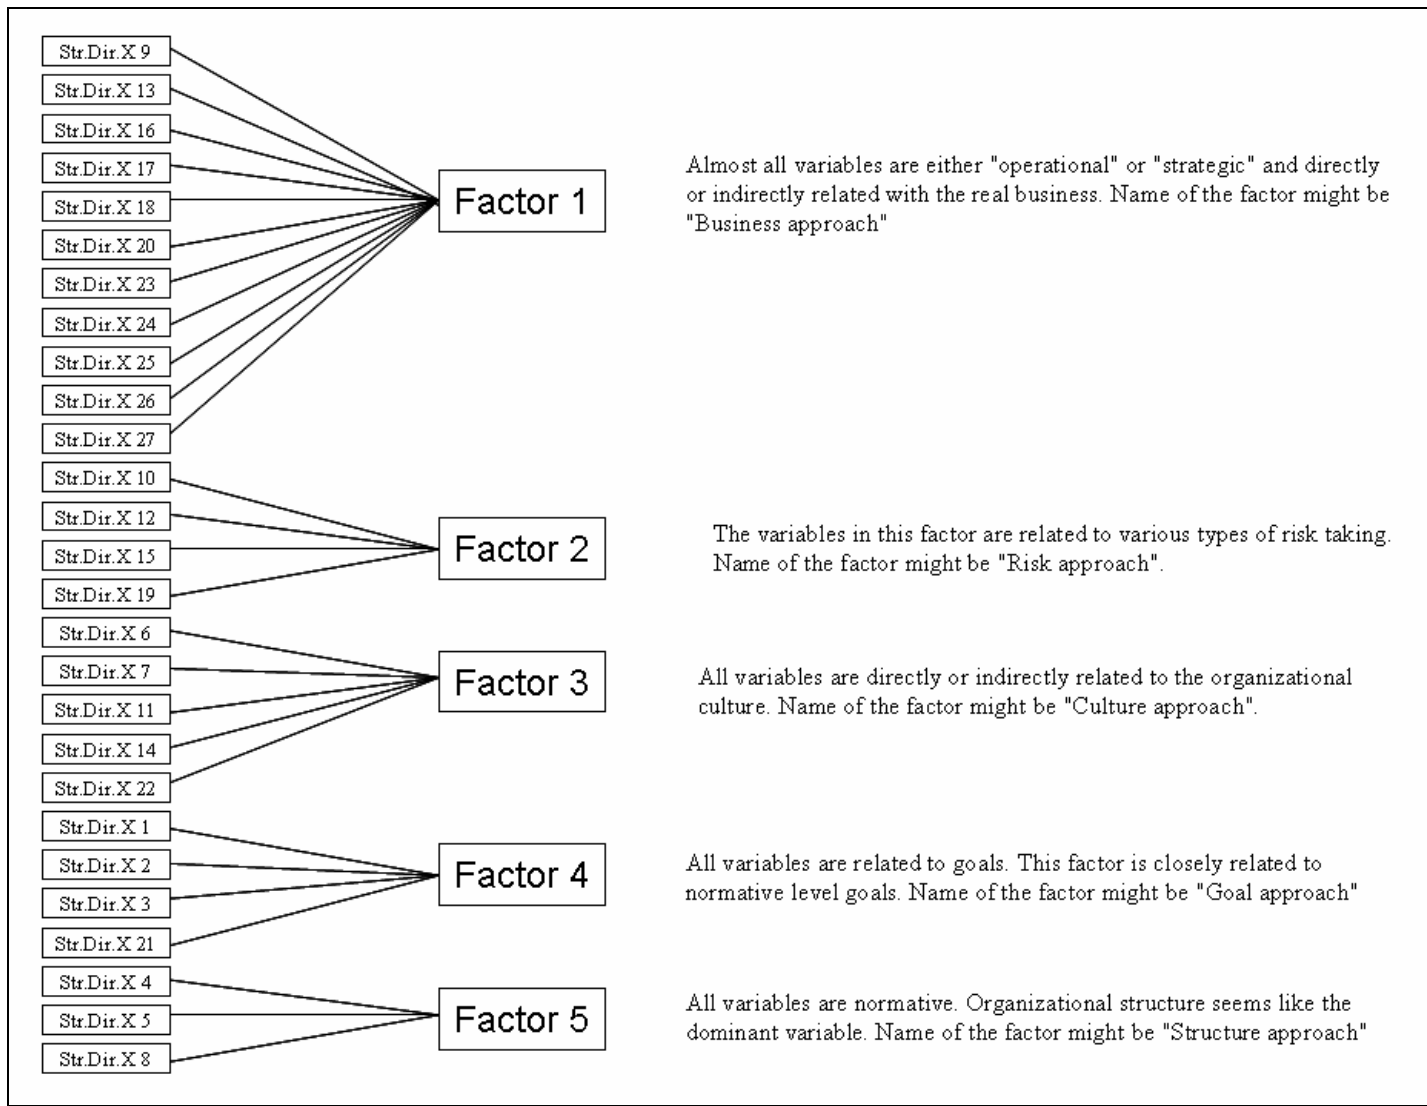 Str.Dir.X 9
Str.Dir.X 13
Str.Dir.X 16
Str.Dir.X 17
Str.Dir.X 18
Str.Dir.X 20
Str.Dir.X 23
Str.Dir.X 24
Str.Dir.X 25
Str.Dir.X 26
Str.Dir.X 27
Factor 1
Almost all variables are either "operational" or "strategic" and directly
or indirectly related with the real business. Name of the factor might be
"Business approach"
Str.Dir.X 10
Str.Dir.X 12
Str.Dir.X 15
Str.Dir.X 19
Factor 2
The variables in this factor are related to various types of risk taking.
Name of the factor might be "Risk approach".
Str.Dir.X 6
Str.Dir.X 7
Str.Dir.X 11
Str.Dir.X 14
Str.Dir.X 22
Factor 3
All variables are directly or indirectly related to the organizational
culture. Name of the factor might be "Culture approach".
Str.Dir.X 1
Str.Dir.X 2
Str.Dir.X 3
Str.Dir.X 21
Factor 4
All variables are related to goals. This factor is closely related to
normative level goals. Name of the factor might be "Goal approach"
Str.Dir.X 4
Str.Dir.X 5
Str.Dir.X 8
Factor 5
All variables are normative. Organizational structure seems like the
dominant variable. Name of the factor might be "Structure approach"